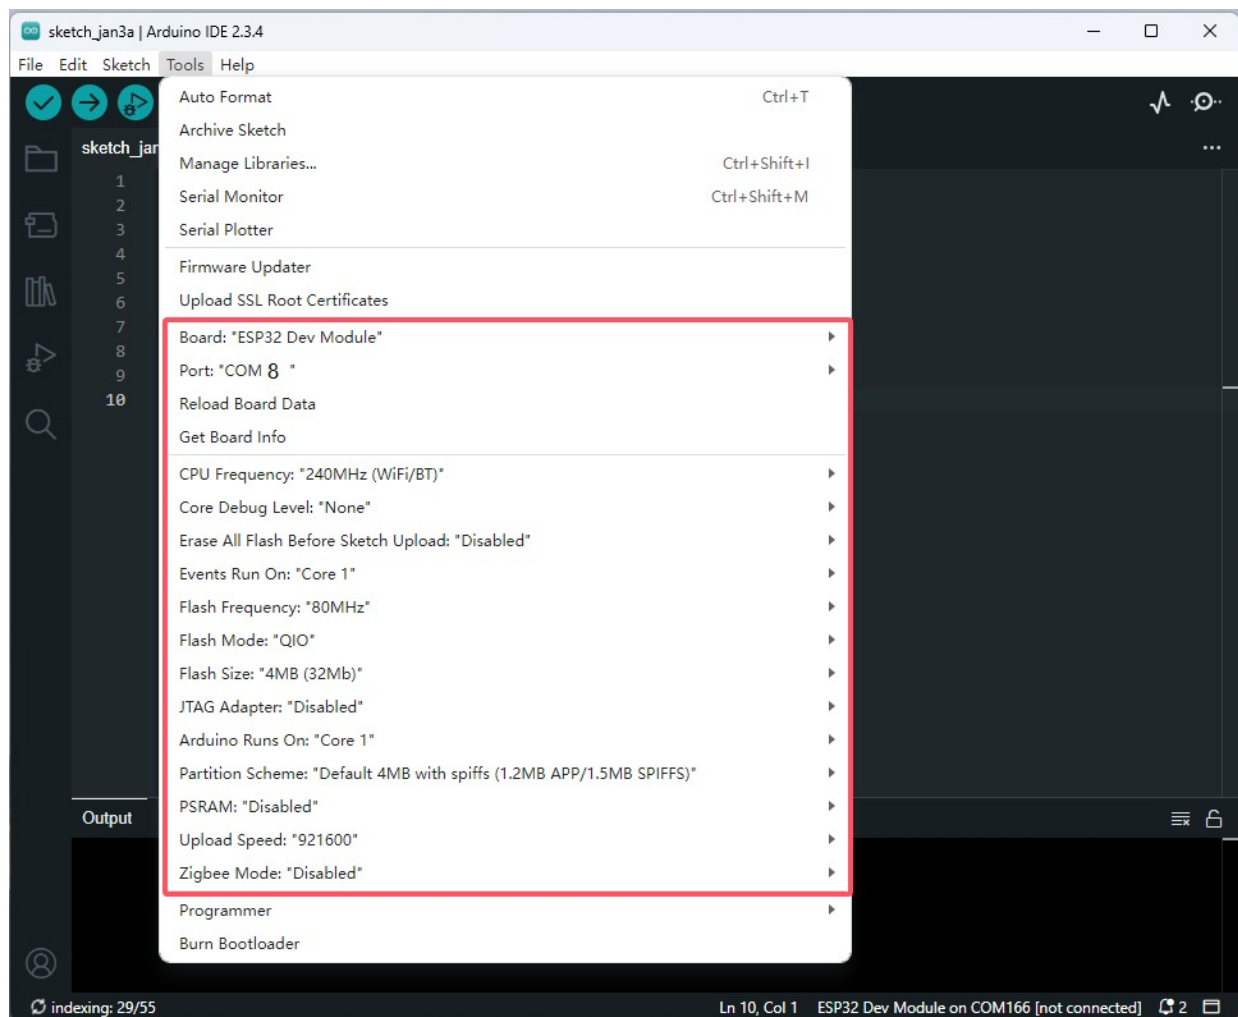 sketch_jan3a | Arduino IDE 2.3.4
File Edit Sketch Tools Help
Auto Format Ctrl+T
Archive Sketch
sketch_jan
Manage Libraries... Ctrl+Shift+I
1
Serial Monitor Ctrl+Shift+M
2
Serial Plotter
3
4
Firmware Updater
5
Upload SSL Root Certificates
6
7
Board: "ESP32 Dev Module"
8
Port: "COM 8 "
9
Reload Board Data
10
Get Board Info
CPU Frequency: "240MHz (WiFi/BT)"
Core Debug Level: "None"
Erase All Flash Before Sketch Upload: "Disabled"
Events Run On: "Core 1"
Flash Frequency: "80MHz"
Flash Mode: "QIO"
Flash Size: "4MB (32Mb)"
JTAG Adapter: "Disabled"
Arduino Runs On: "Core 1"
Partition Scheme: "Default 4MB with spiffs (1.2MB APP/1.5MB SPIFFS)"
PSRAM: "Disabled"
Output
Upload Speed: "921600"
Zigbee Mode: "Disabled"
Programmer
Burn Bootloader
indexing: 29/55 Ln 10, Col 1 ESP32 Dev Module on COM166 [not connected] 2